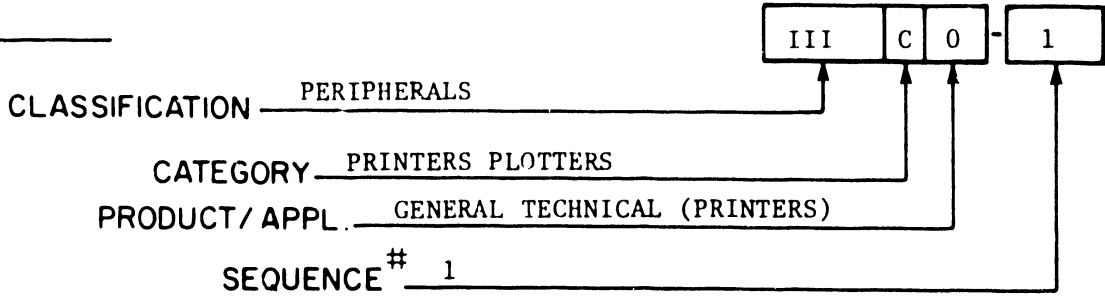 III C 0 - 1
CLASSIFICATION PERIPHERALS
CATEGORY PRINTERS PLOTTERS
PRODUCT/APPL. GENERAL TECHNICAL (PRINTERS)
SEQUENCE # 1